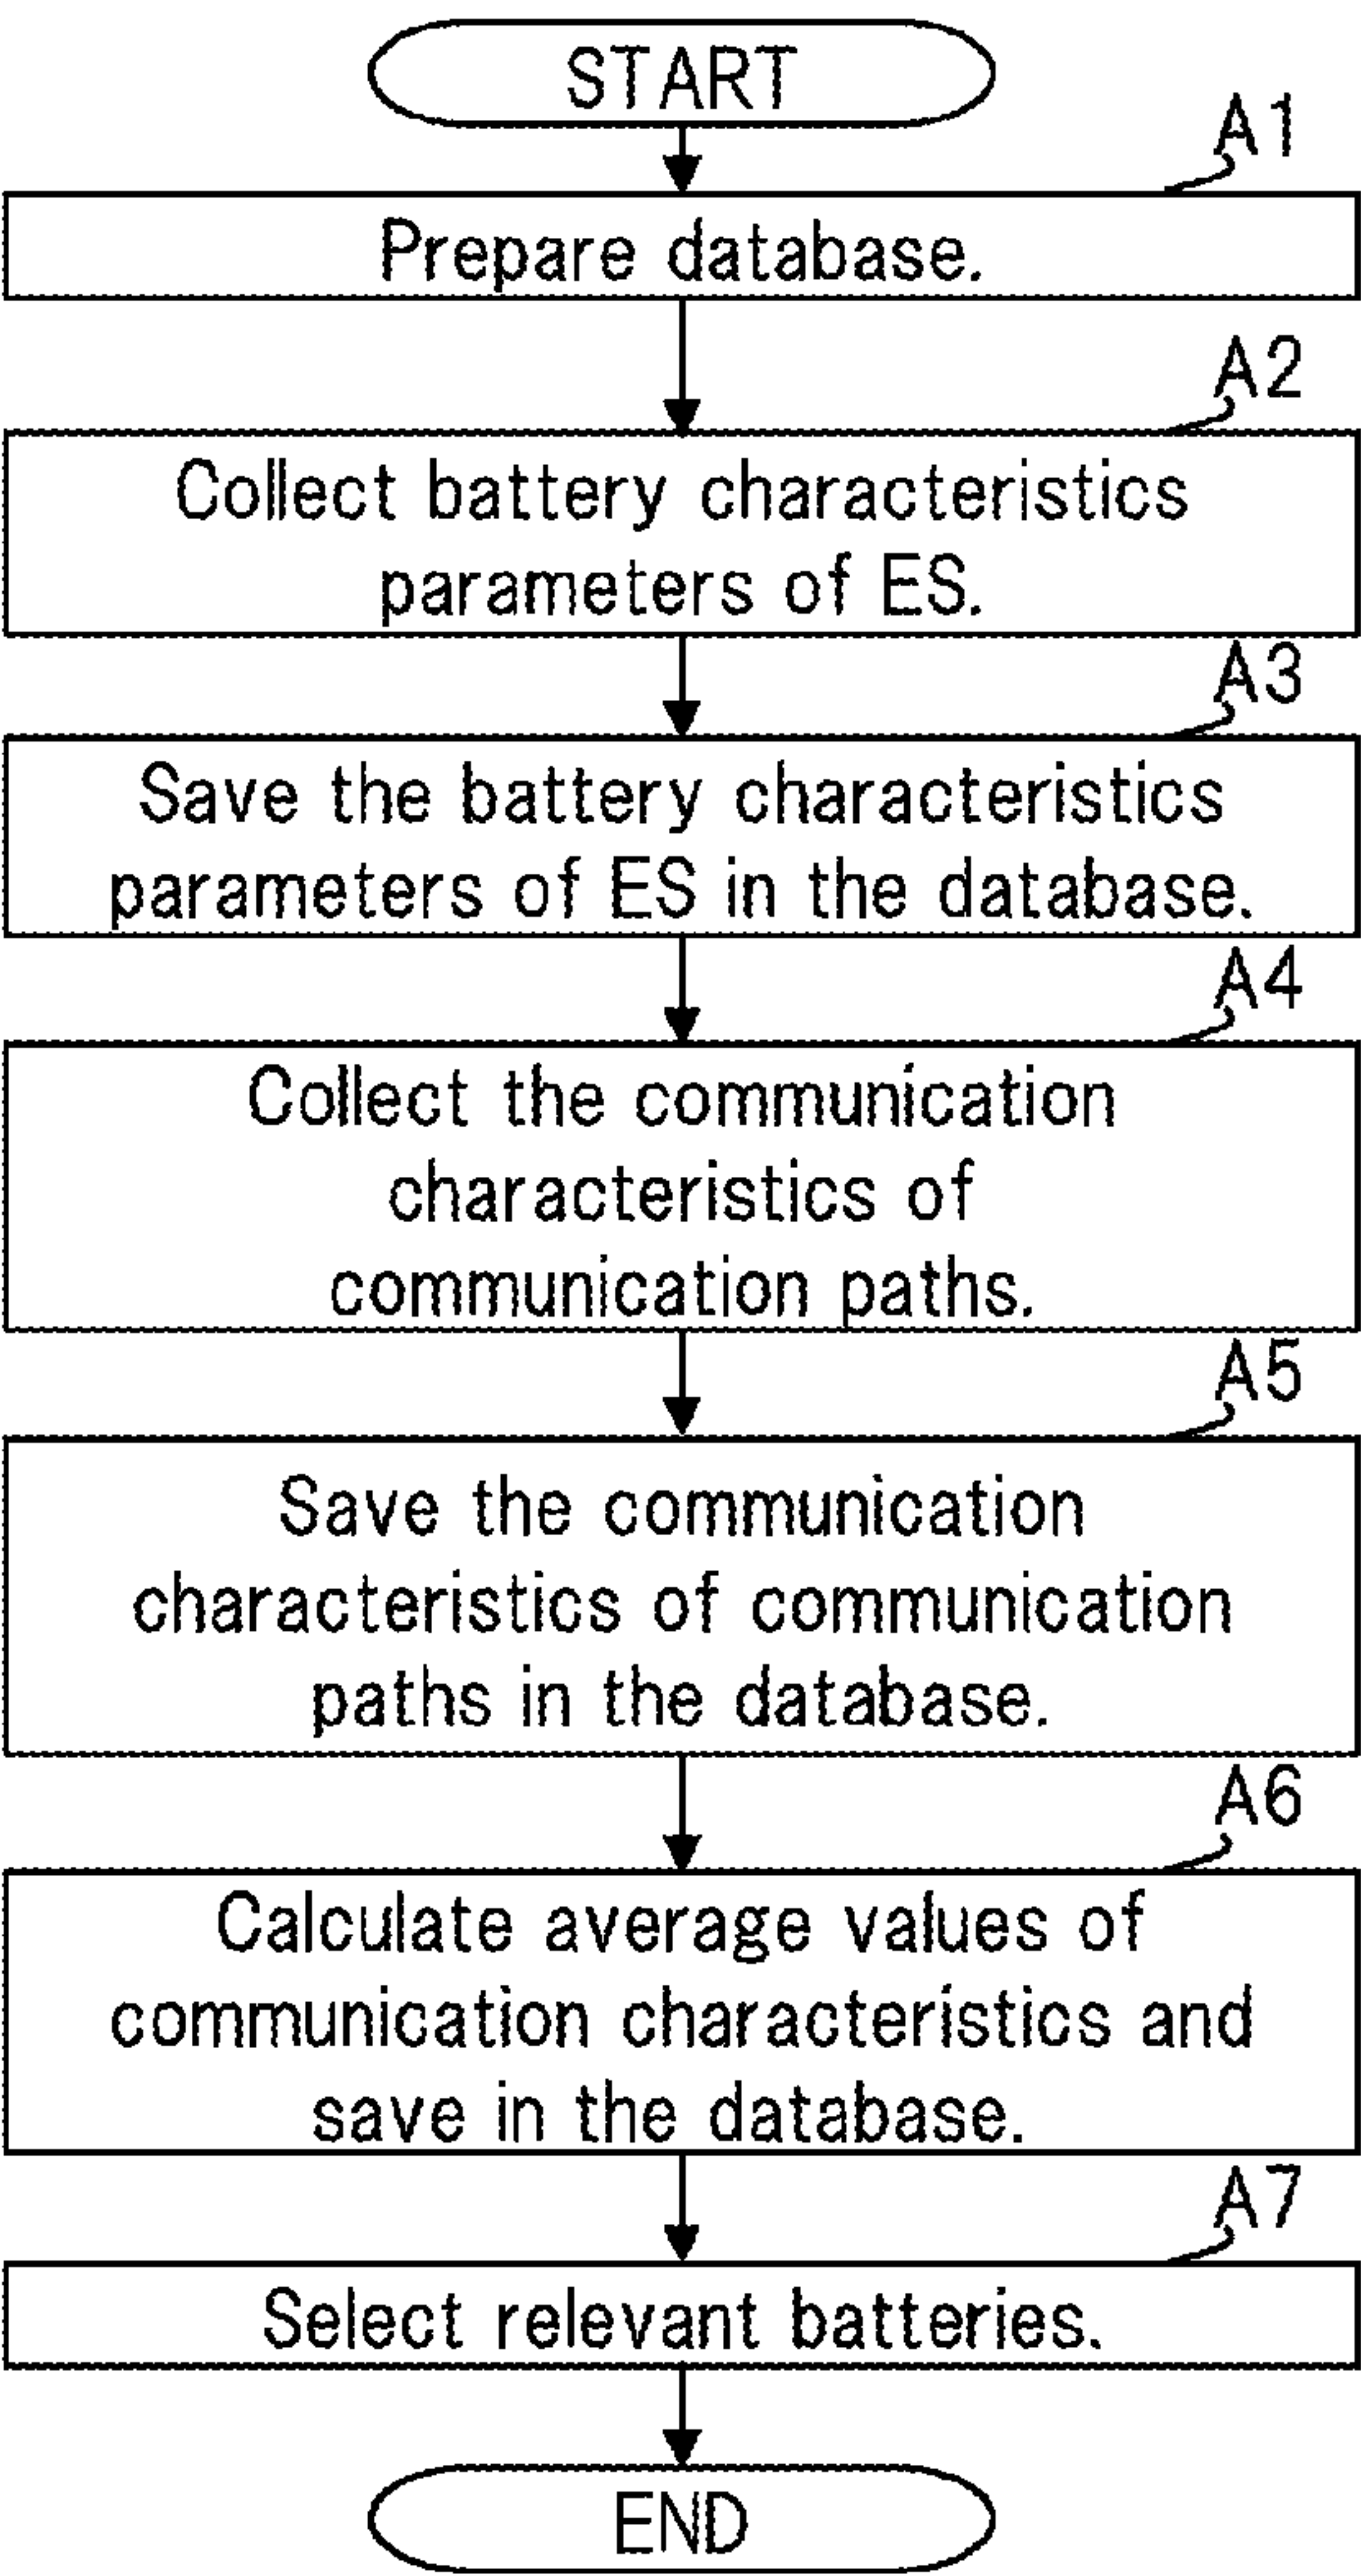 START
A1
Prepare database.
A2
Collect battery characteristics
parameters of ES.
A3
Save the battery characteristics
parameters of ES in the database.
A4
Collect the communication
characteristics of
communication paths.
A5
Save the communication
characteristics of communication
paths in the database.
A6
Calculate average values of
communication characteristics and
save in the database.
A7
Select relevant batteries.
END